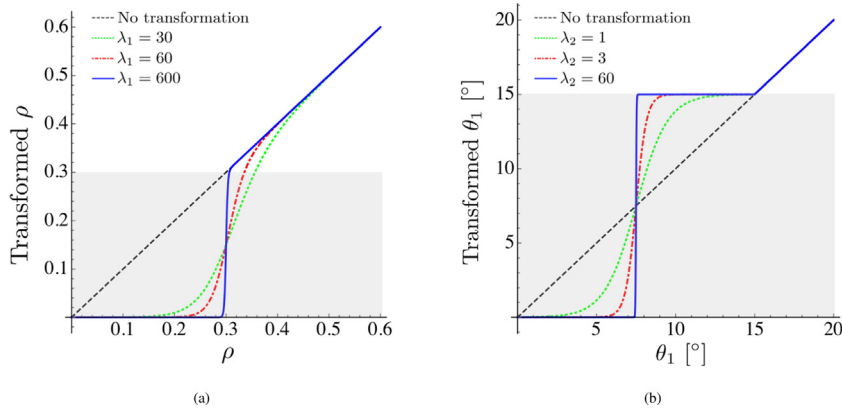 No transformation
λ₁ = 30
λ₁ = 60
λ₁ = 600
Transformed ρ
0.6
0.5
0.4
0.3
0.2
0.1
0.1 0.2 0.3 0.4 0.5 0.6
ρ
(a)
No transformation
λ₂ = 1
λ₂ = 3
λ₂ = 60
Transformed θ₁ [°]
20
15
10
5
5 10 15 20
θ₁ [°]
(b)